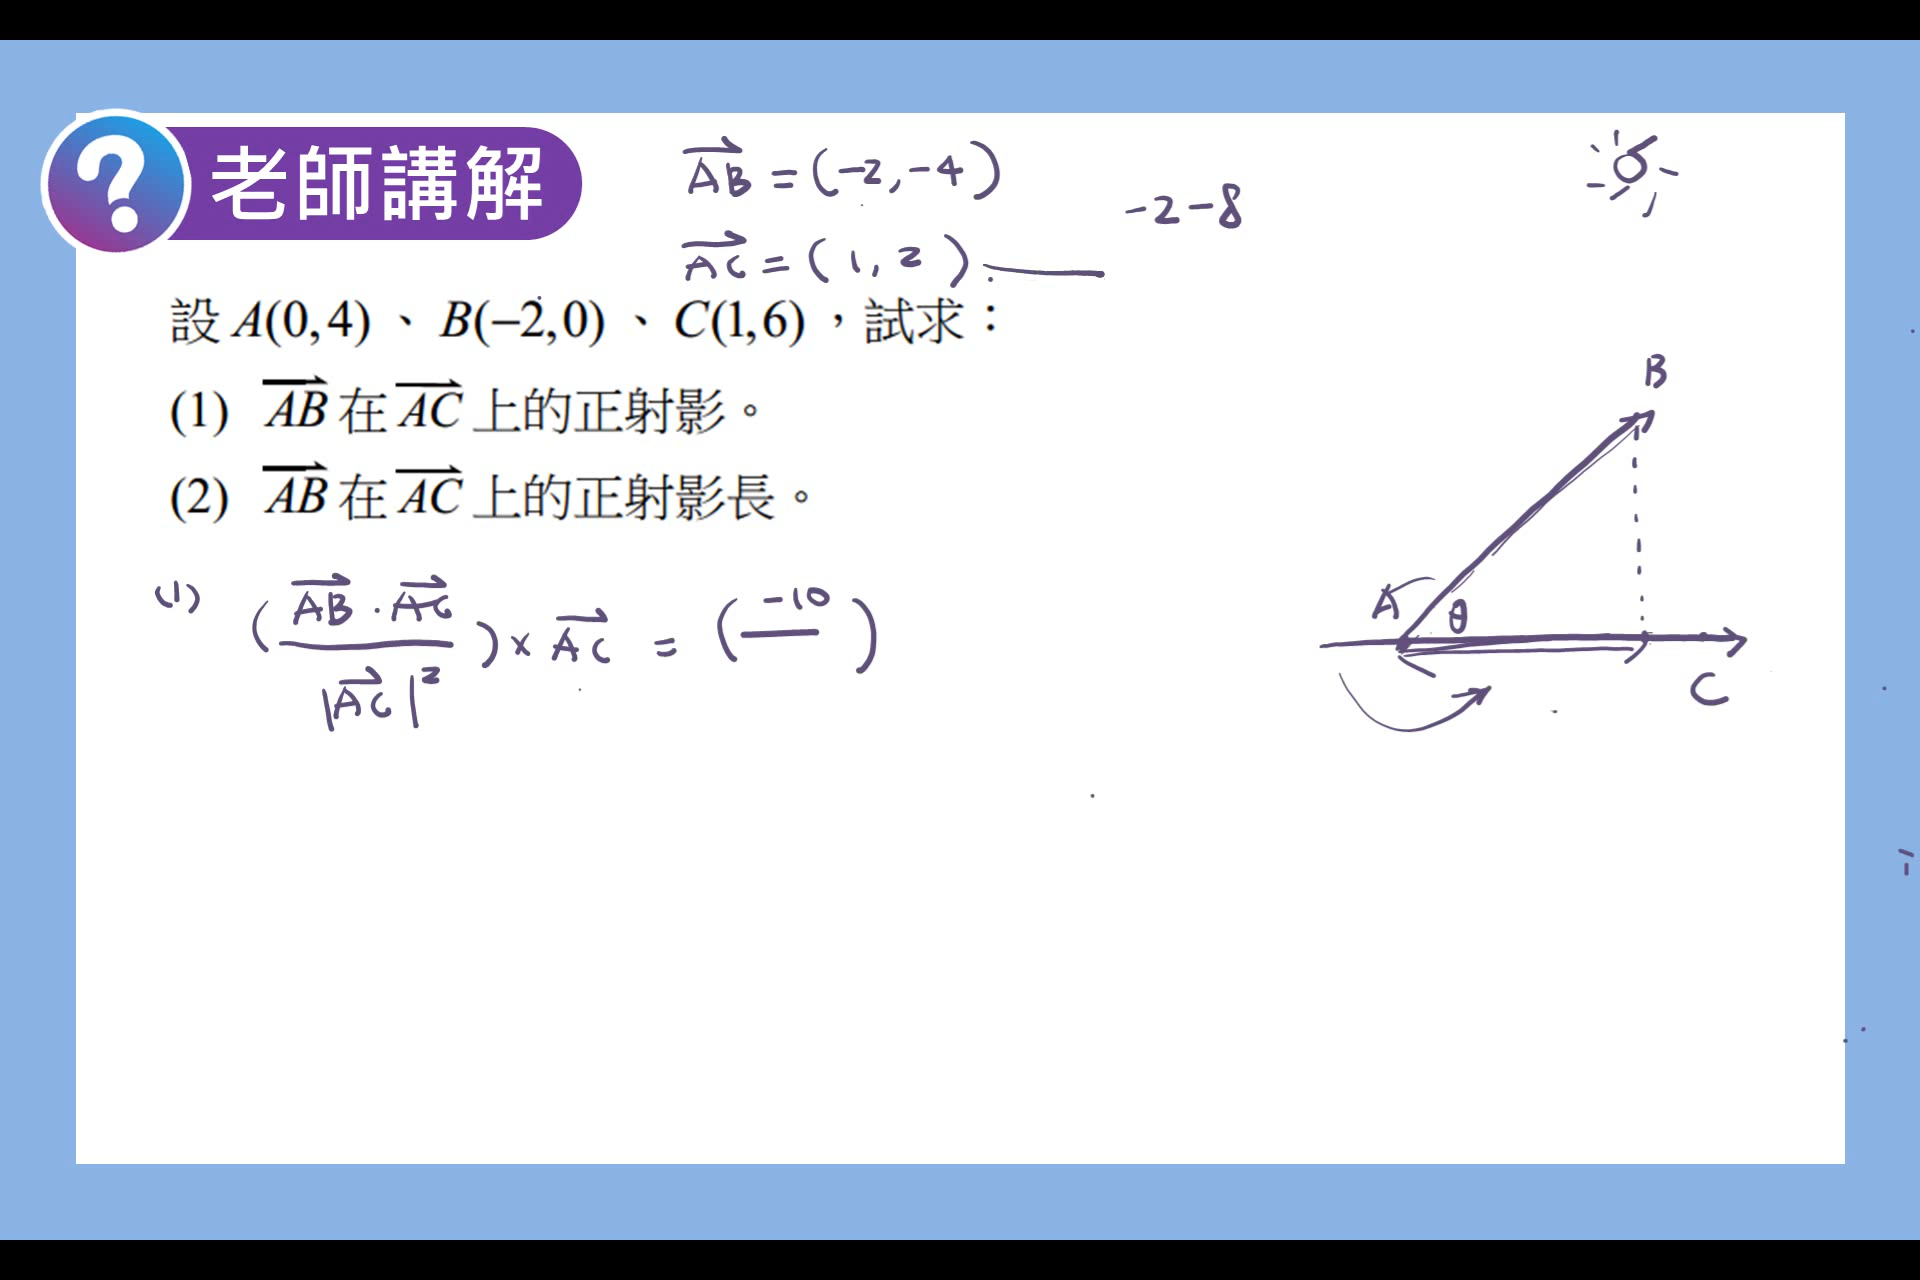 老師講解
AB = (-2, -4)
-2-8
AC = (1, 2)
設 A(0,4) 、 B(−2,0) 、 C(1,6) ,試求:
(1) AB 在 AC 上的正射影。
(2) AB 在 AC 上的正射影長。
(1) (AB · AC / |AC|²) × AC = (-10 / )
B
A
θ
C